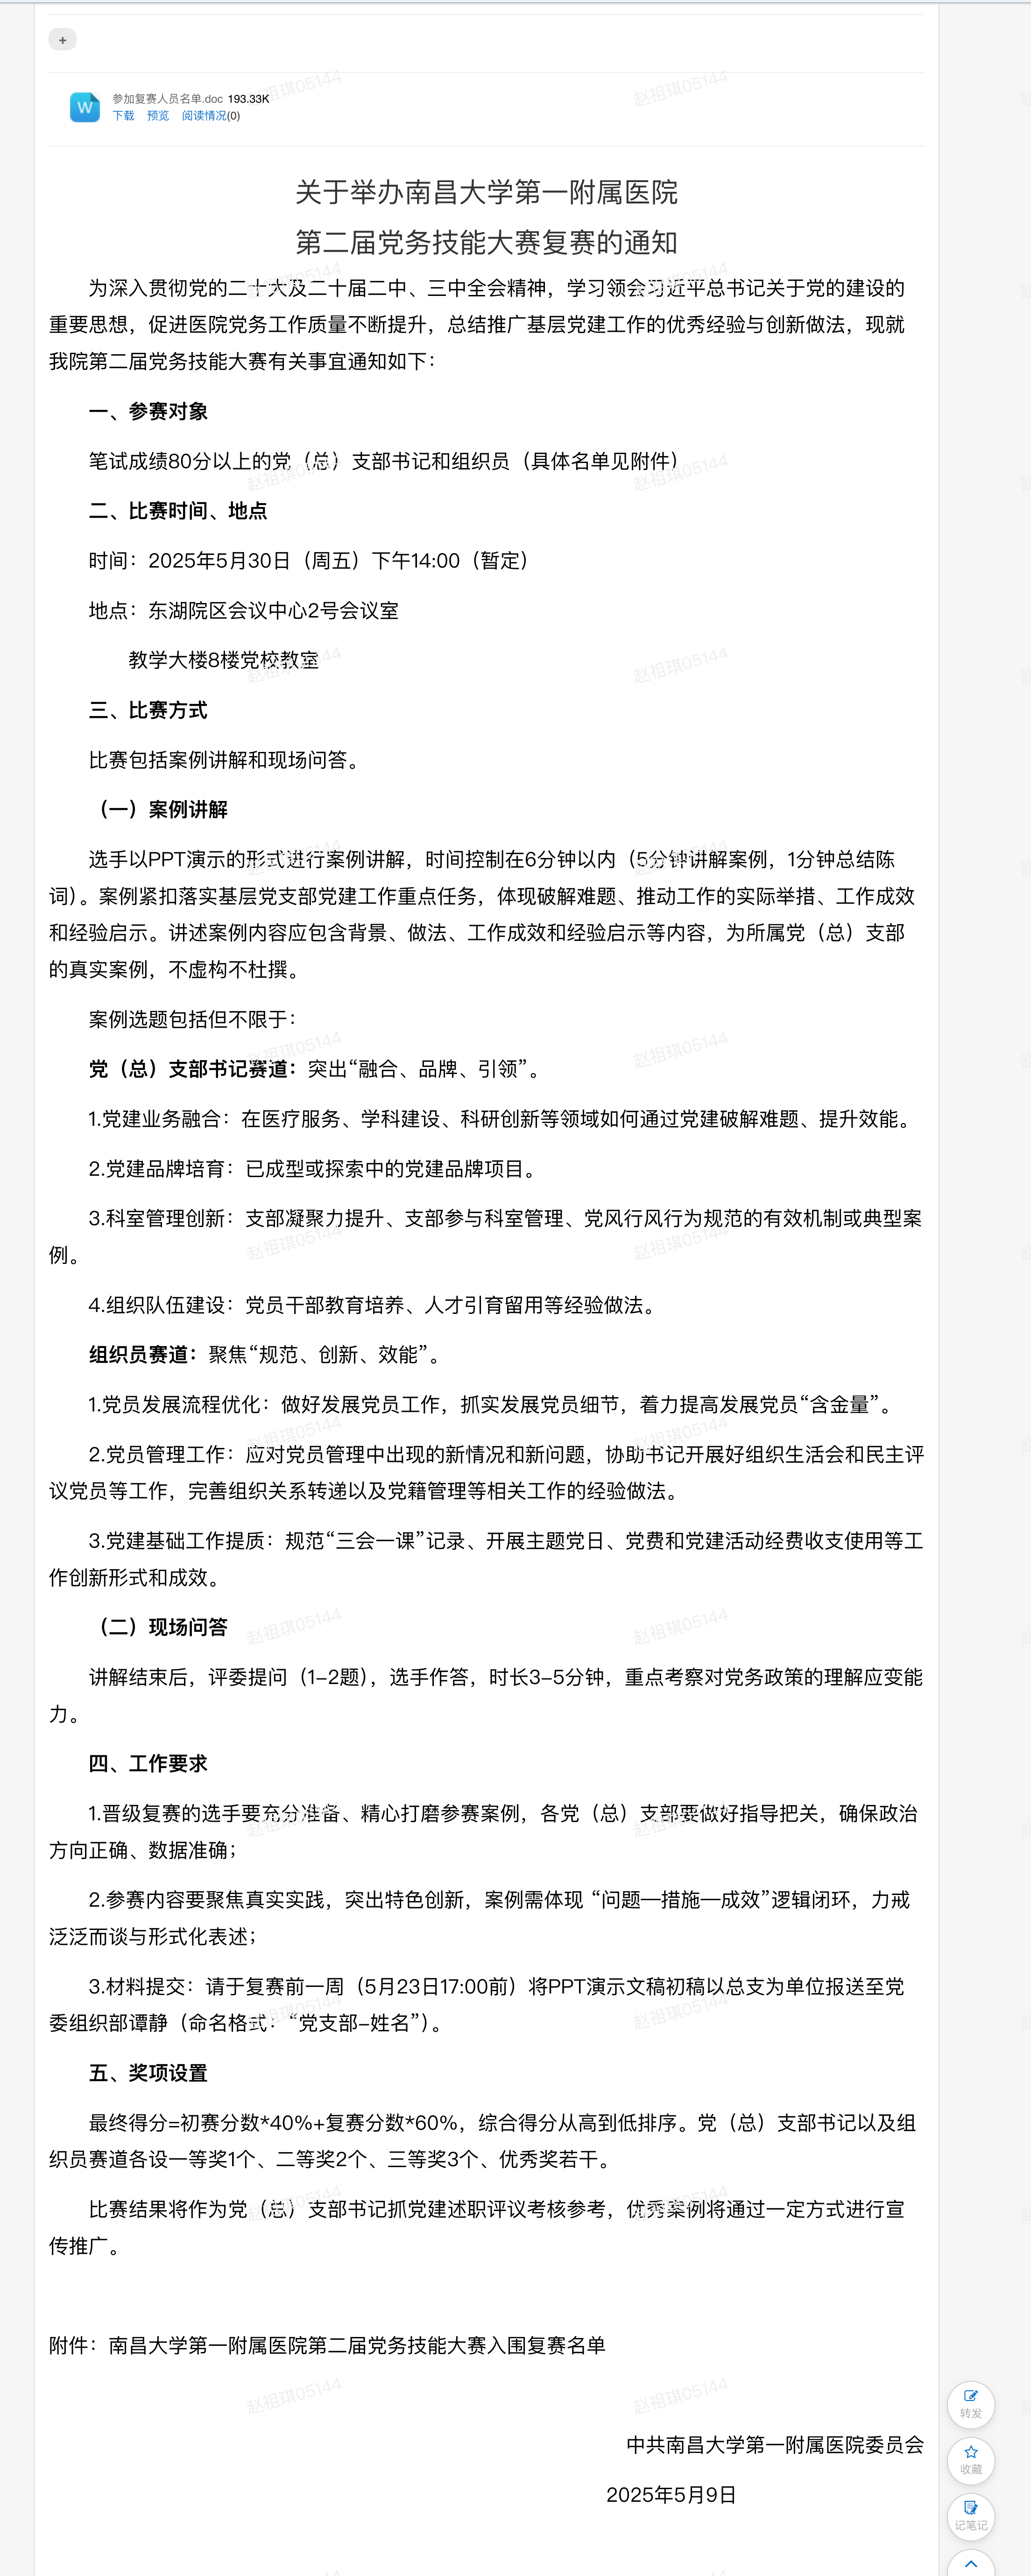 +
参加复赛人员名单.doc 193.33K
下载 预览 阅读情况(0)
关于举办南昌大学第一附属医院
第二届党务技能大赛复赛的通知
为深入贯彻党的二十大及二十届二中、三中全会精神，学习领会习近平总书记关于党的建设的
重要思想，促进医院党务工作质量不断提升，总结推广基层党建工作的优秀经验与创新做法，现就
我院第二届党务技能大赛有关事宜通知如下：
一、参赛对象
笔试成绩80分以上的党（总）支部书记和组织员（具体名单见附件）
二、比赛时间、地点
时间：2025年5月30日（周五）下午14:00（暂定）
地点：东湖院区会议中心2号会议室
教学大楼8楼党校教室
三、比赛方式
比赛包括案例讲解和现场问答。
（一）案例讲解
选手以PPT演示的形式进行案例讲解，时间控制在6分钟以内（5分钟讲解案例，1分钟总结陈
词）。案例紧扣落实基层党支部党建工作重点任务，体现破解难题、推动工作的实际举措、工作成效
和经验启示。讲述案例内容应包含背景、做法、工作成效和经验启示等内容，为所属党（总）支部
的真实案例，不虚构不杜撰。
案例选题包括但不限于：
党（总）支部书记赛道：突出“融合、品牌、引领”。
1.党建业务融合：在医疗服务、学科建设、科研创新等领域如何通过党建破解难题、提升效能。
2.党建品牌培育：已成型或探索中的党建品牌项目。
3.科室管理创新：支部凝聚力提升、支部参与科室管理、党风行风行为规范的有效机制或典型案
例。
4.组织队伍建设：党员干部教育培养、人才引育留用等经验做法。
组织员赛道：聚焦“规范、创新、效能”。
1.党员发展流程优化：做好发展党员工作，抓实发展党员细节，着力提高发展党员“含金量”。
2.党员管理工作：应对党员管理中出现的新情况和新问题，协助书记开展好组织生活会和民主评
议党员等工作，完善组织关系转递以及党籍管理等相关工作的经验做法。
3.党建基础工作提质：规范“三会一课”记录、开展主题党日、党费和党建活动经费收支使用等工
作创新形式和成效。
（二）现场问答
讲解结束后，评委提问（1–2题），选手作答，时长3–5分钟，重点考察对党务政策的理解应变能
力。
四、工作要求
1.晋级复赛的选手要充分准备、精心打磨参赛案例，各党（总）支部要做好指导把关，确保政治
方向正确、数据准确；
2.参赛内容要聚焦真实实践，突出特色创新，案例需体现 “问题—措施—成效”逻辑闭环，力戒
泛泛而谈与形式化表述；
3.材料提交：请于复赛前一周（5月23日17:00前）将PPT演示文稿初稿以总支为单位报送至党
委组织部谭静（命名格式：“党支部–姓名”）。
五、奖项设置
最终得分=初赛分数*40%+复赛分数*60%，综合得分从高到低排序。党（总）支部书记以及组
织员赛道各设一等奖1个、二等奖2个、三等奖3个、优秀奖若干。
比赛结果将作为党（总）支部书记抓党建述职评议考核参考，优秀案例将通过一定方式进行宣
传推广。
附件：南昌大学第一附属医院第二届党务技能大赛入围复赛名单
中共南昌大学第一附属医院委员会
2025年5月9日
转发
收藏
记笔记
赵祖琪05144